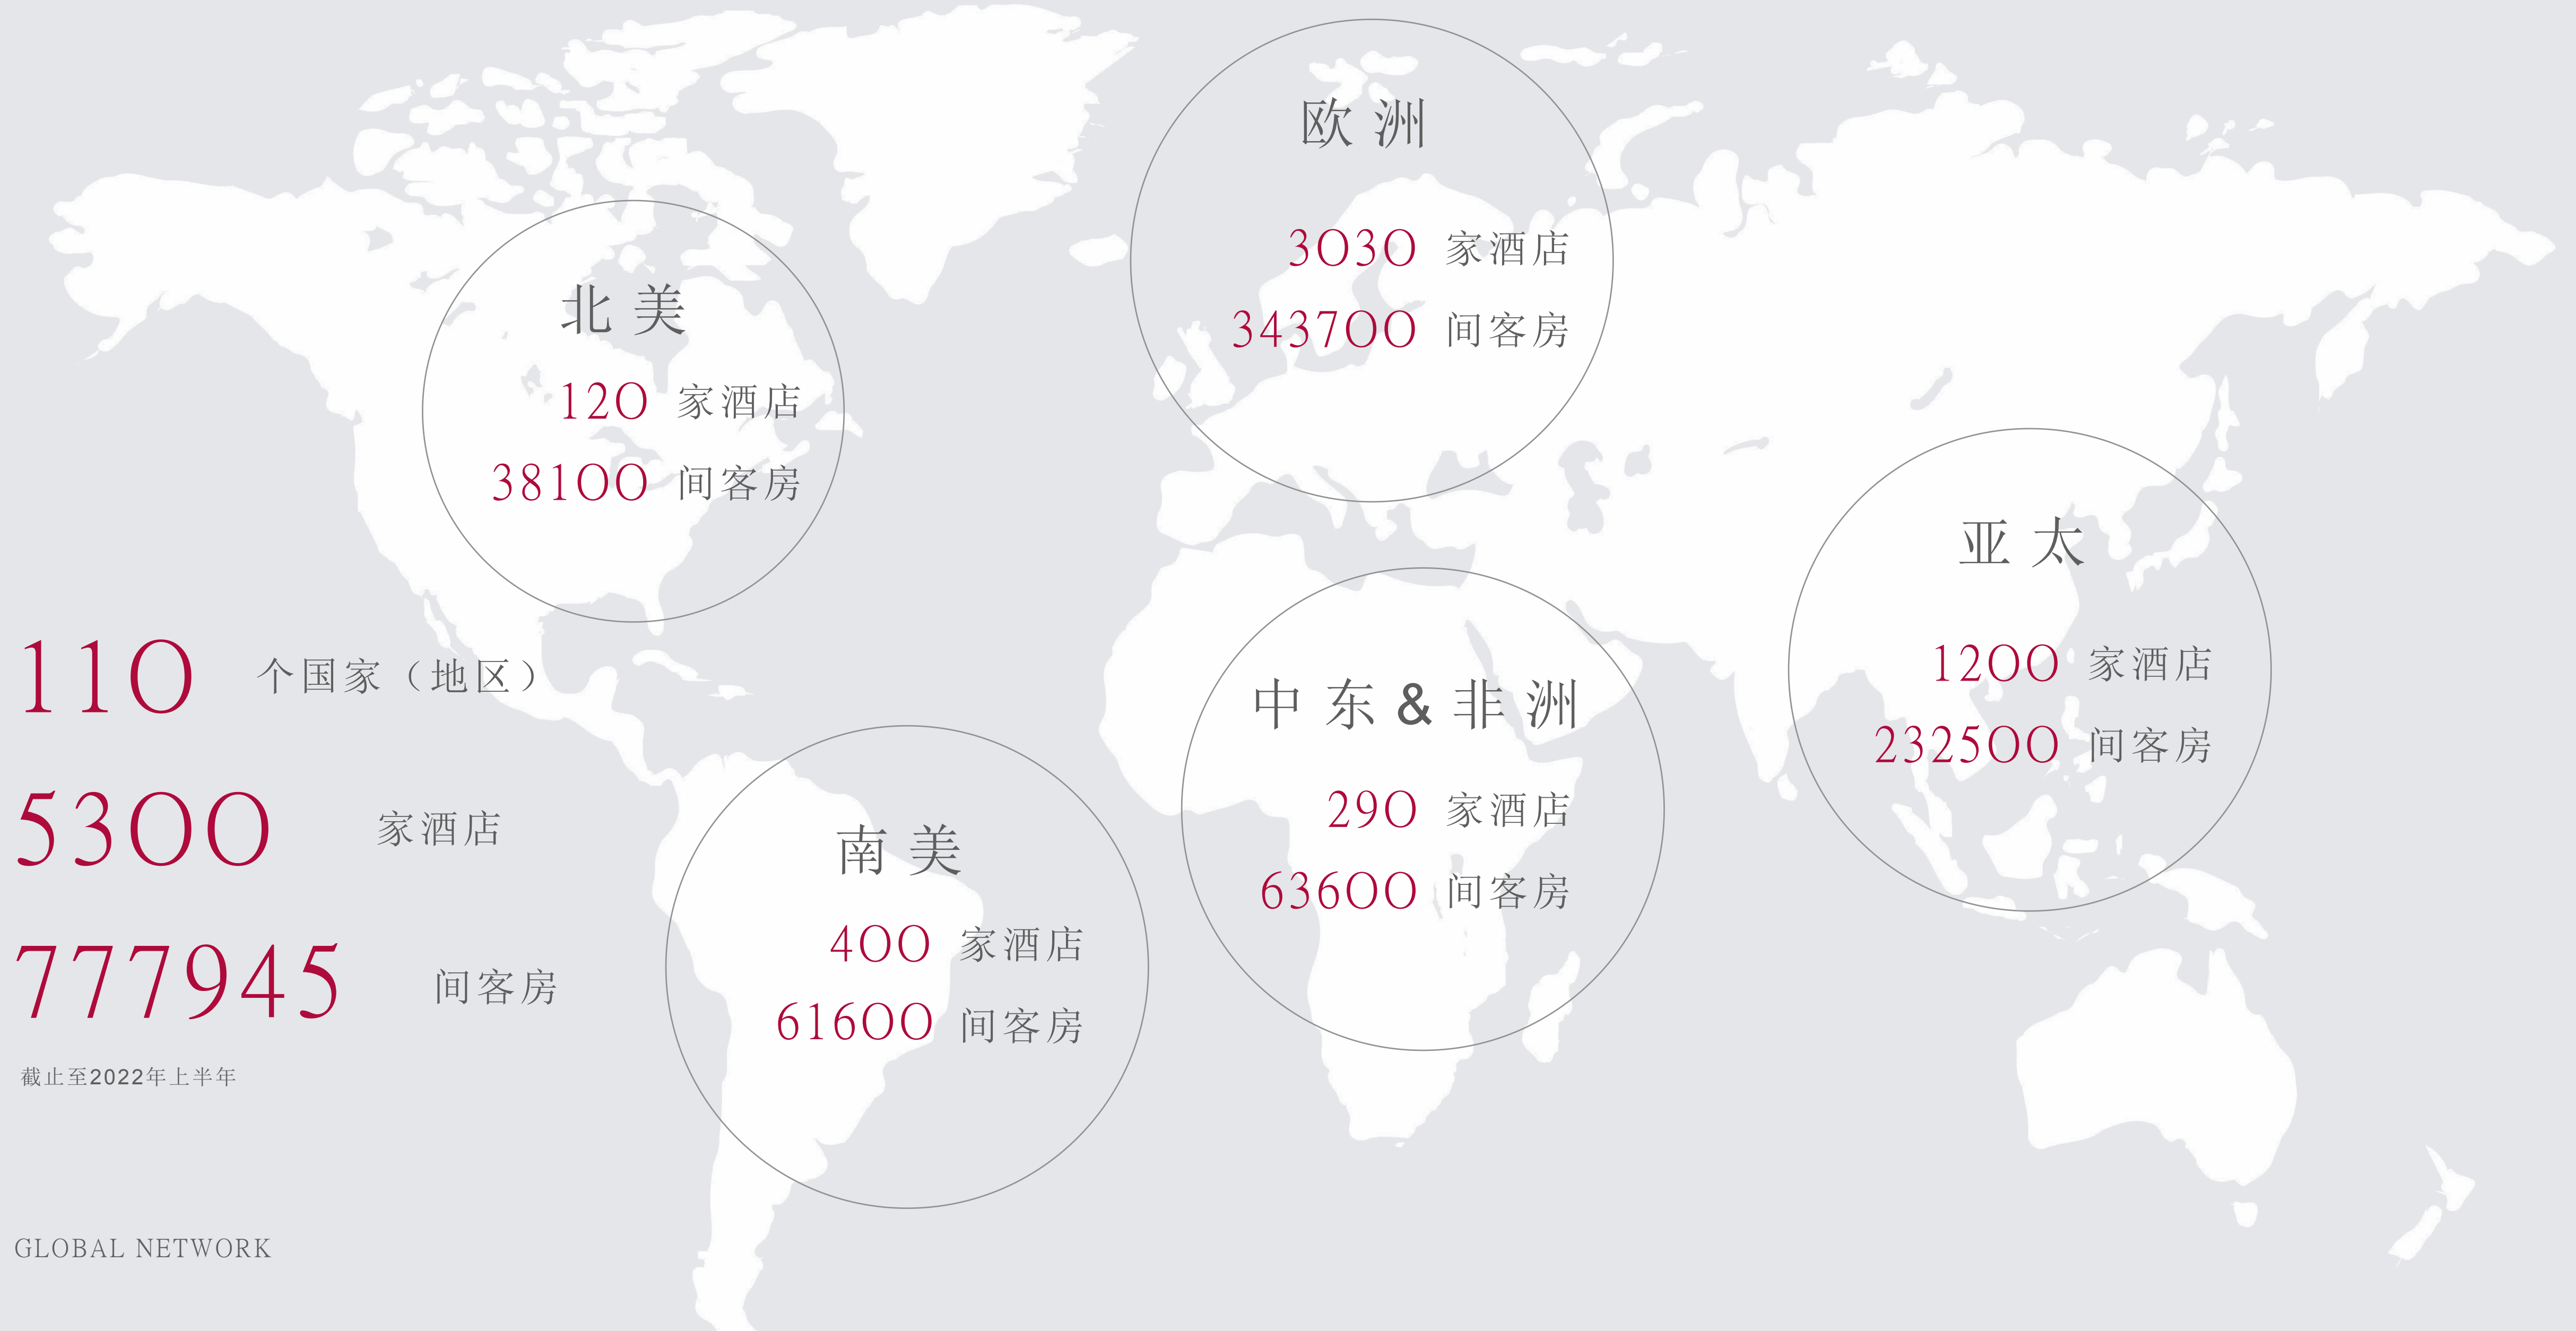 欧洲
3030 家酒店
343700 间客房
北美
120 家酒店
38100 间客房
亚太
1200 家酒店
232500 间客房
110 个国家（地区）
5300 家酒店
777945 间客房
截止至2022年上半年
中东&非洲
290 家酒店
63600 间客房
南美
400 家酒店
61600 间客房
GLOBAL NETWORK